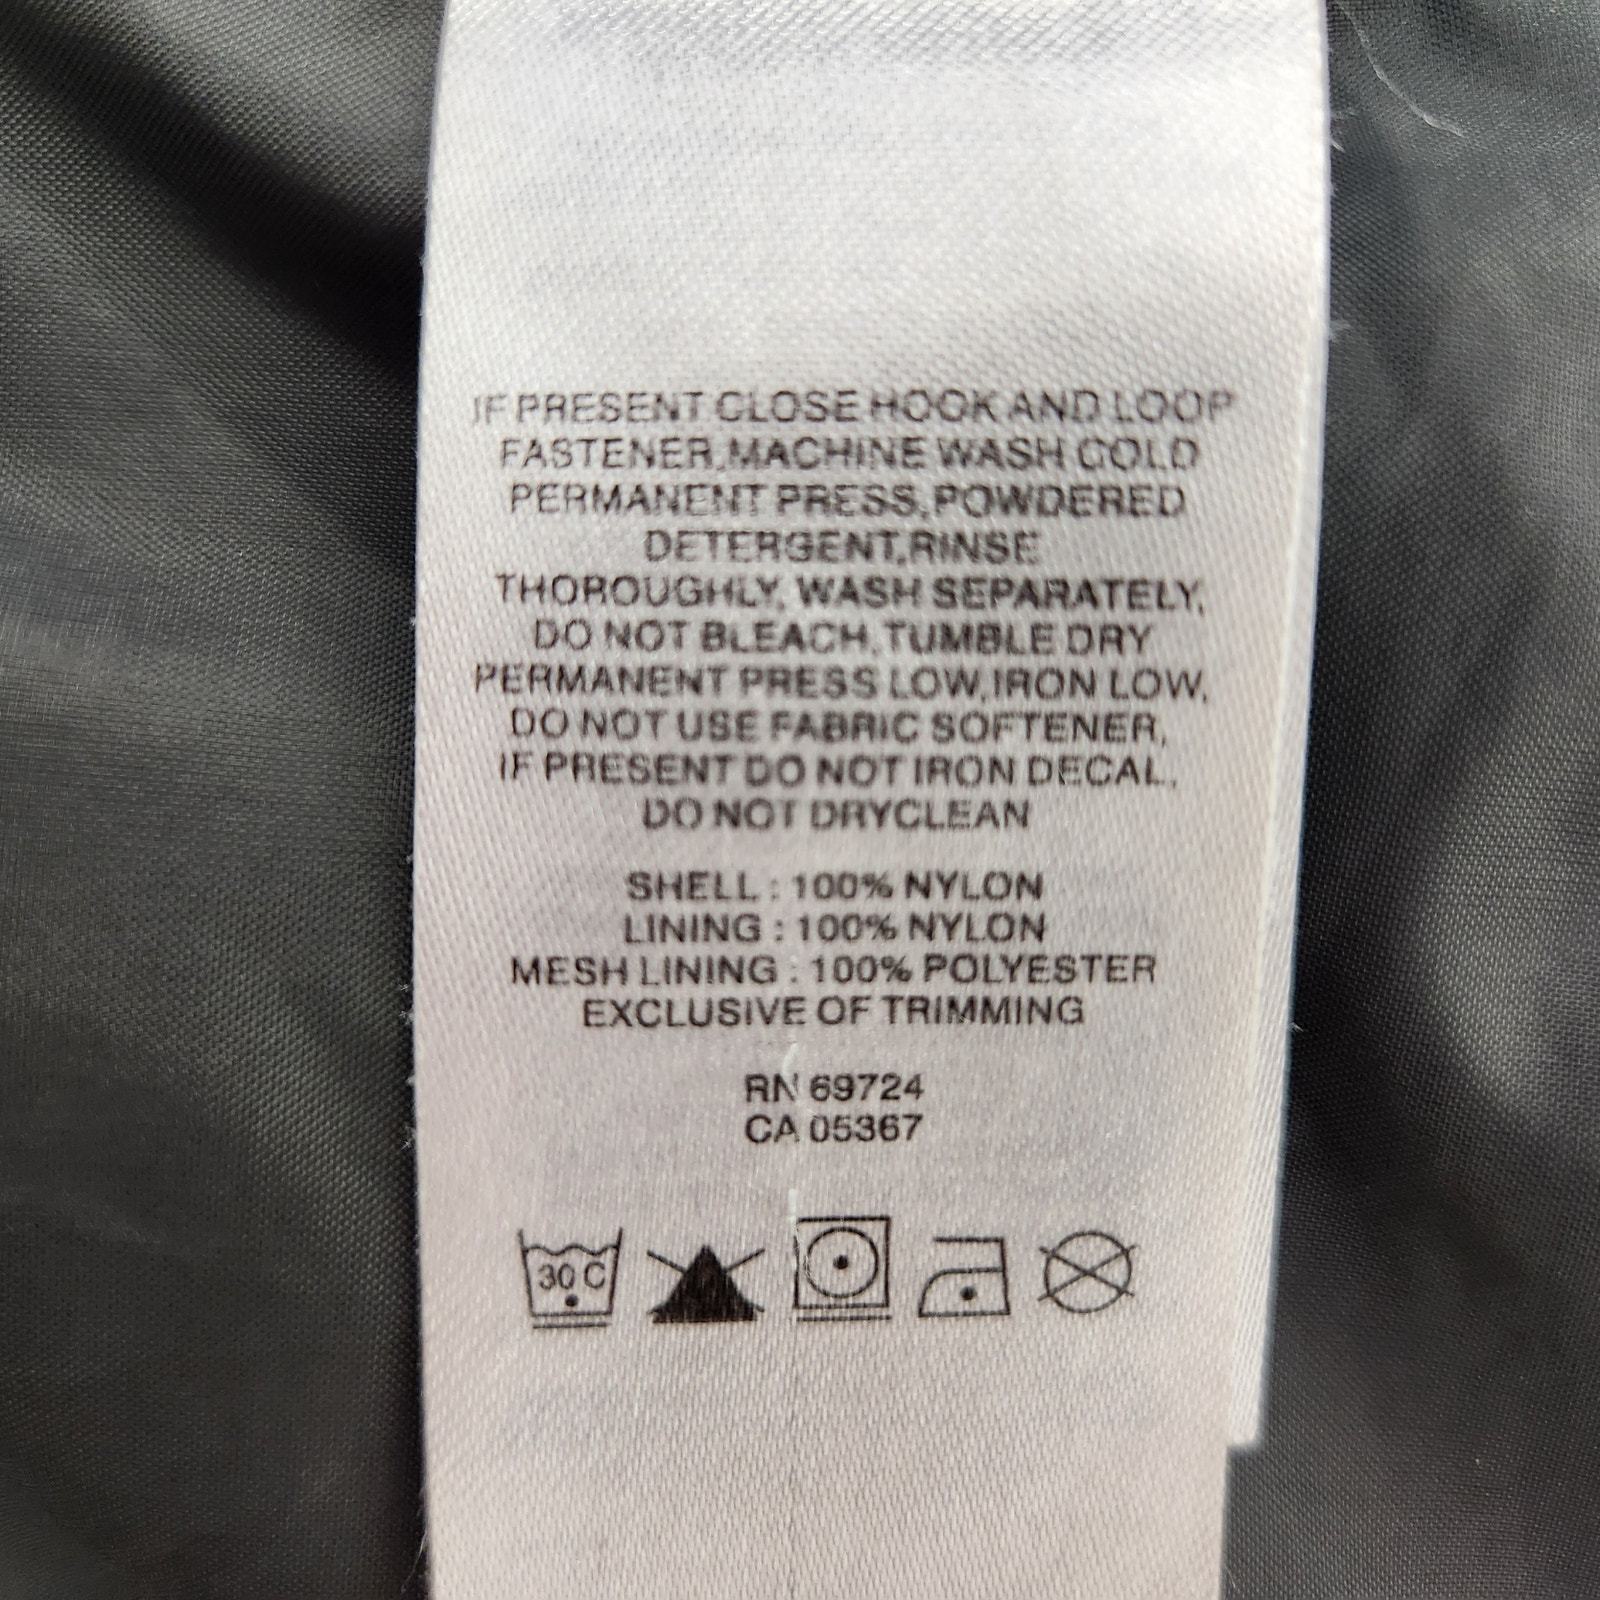 IF PRESENT CLOSE HOOK AND LOOP
FASTENER,MACHINE WASH COLD
PERMANENT PRESS,POWDERED
DETERGENT,RINSE
THOROUGHLY, WASH SEPARATELY,
DO NOT BLEACH,TUMBLE DRY
PERMANENT PRESS LOW,IRON LOW,
DO NOT USE FABRIC SOFTENER,
IF PRESENT DO NOT IRON DECAL,
DO NOT DRYCLEAN
SHELL : 100% NYLON
LINING : 100% NYLON
MESH LINING : 100% POLYESTER
EXCLUSIVE OF TRIMMING
RN 69724
CA 05367
30 C